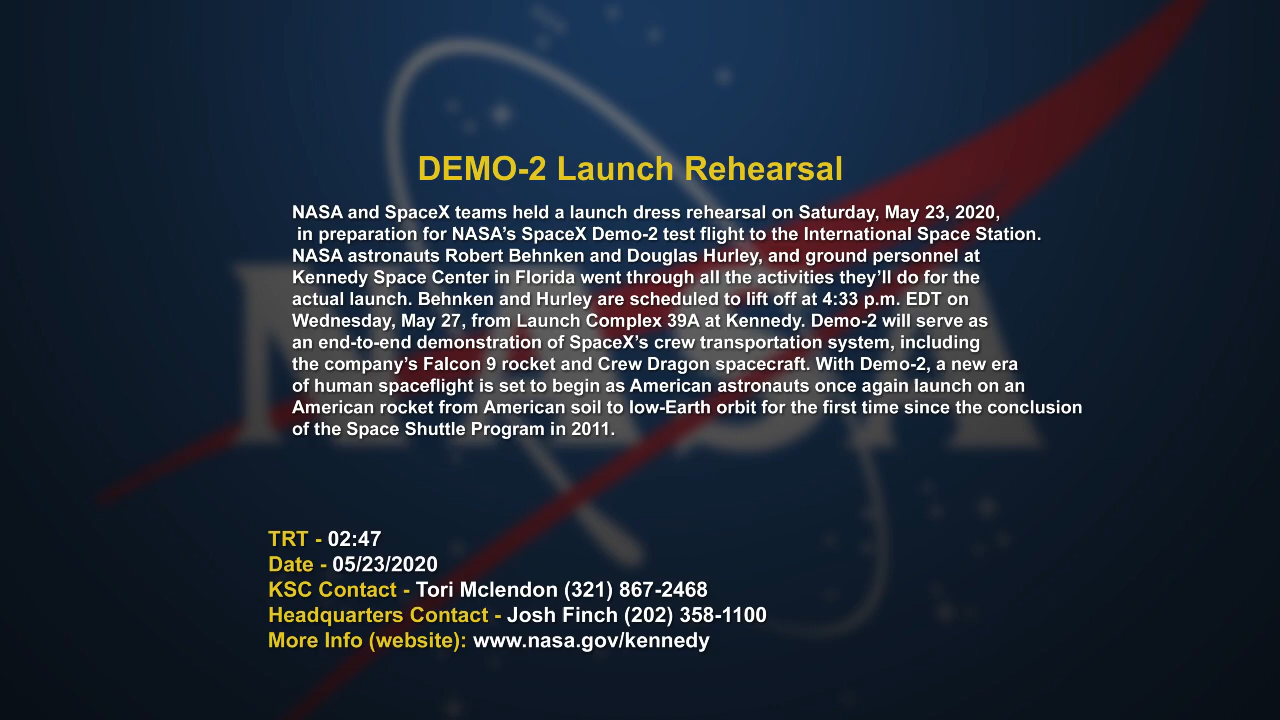 DEMO-2 Launch Rehearsal
NASA and SpaceX teams held a launch dress rehearsal on Saturday, May 23, 2020,
in preparation for NASA’s SpaceX Demo-2 test flight to the International Space Station.
NASA astronauts Robert Behnken and Douglas Hurley, and ground personnel at
Kennedy Space Center in Florida went through all the activities they’ll do for the
actual launch. Behnken and Hurley are scheduled to lift off at 4:33 p.m. EDT on
Wednesday, May 27, from Launch Complex 39A at Kennedy. Demo-2 will serve as
an end-to-end demonstration of SpaceX’s crew transportation system, including
the company’s Falcon 9 rocket and Crew Dragon spacecraft. With Demo-2, a new era
of human spaceflight is set to begin as American astronauts once again launch on an
American rocket from American soil to low-Earth orbit for the first time since the conclusion
of the Space Shuttle Program in 2011.
NASA
TRT - 02:47
Date - 05/23/2020
KSC Contact - Tori Mclendon (321) 867-2468
Headquarters Contact - Josh Finch (202) 358-1100
More Info (website): www.nasa.gov/kennedy